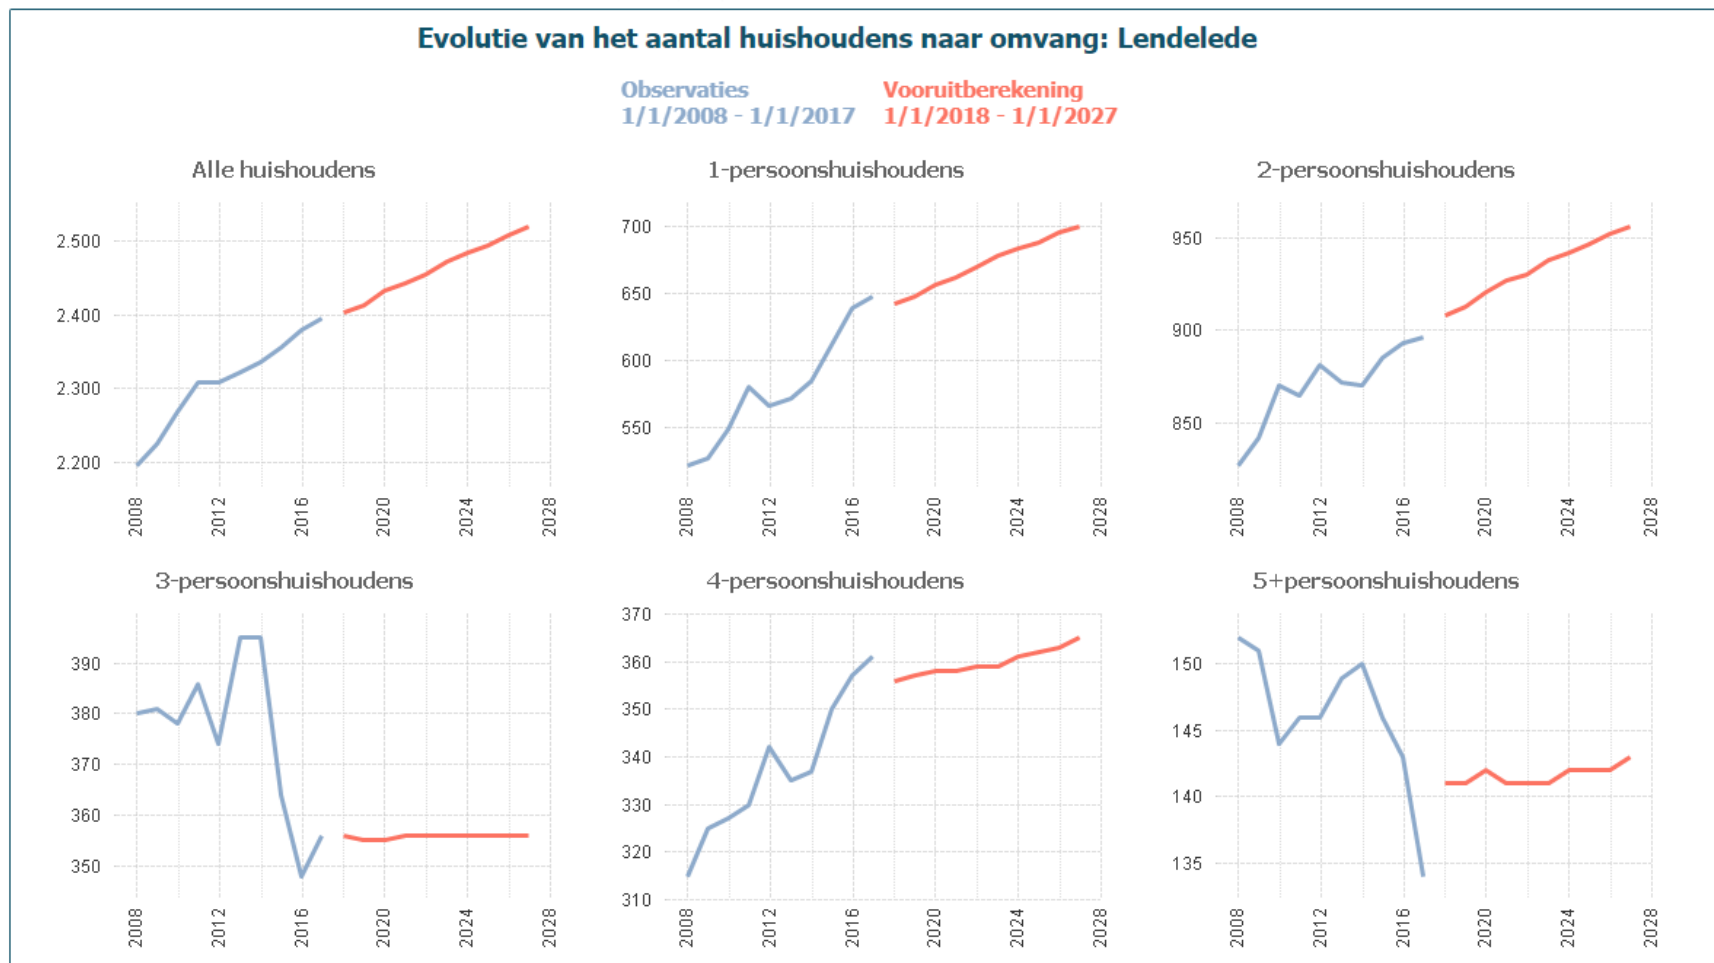 Evolutie van het aantal huishoudens naar omvang: Lendelede
Observaties
1/1/2008 - 1/1/2017
Vooruitberekening
1/1/2018 - 1/1/2027
Alle huishoudens
2.500
2.400
2.300
2.200
2008 2012 2016 2020 2024 2028
1-persoonshuishoudens
700
650
600
550
2008 2012 2016 2020 2024 2028
2-persoonshuishoudens
950
900
850
2008 2012 2016 2020 2024 2028
3-persoonshuishoudens
390
380
370
360
350
2008 2012 2016 2020 2024 2028
4-persoonshuishoudens
370
360
350
340
330
320
310
2008 2012 2016 2020 2024 2028
5+persoonshuishoudens
150
145
140
135
2008 2012 2016 2020 2024 2028